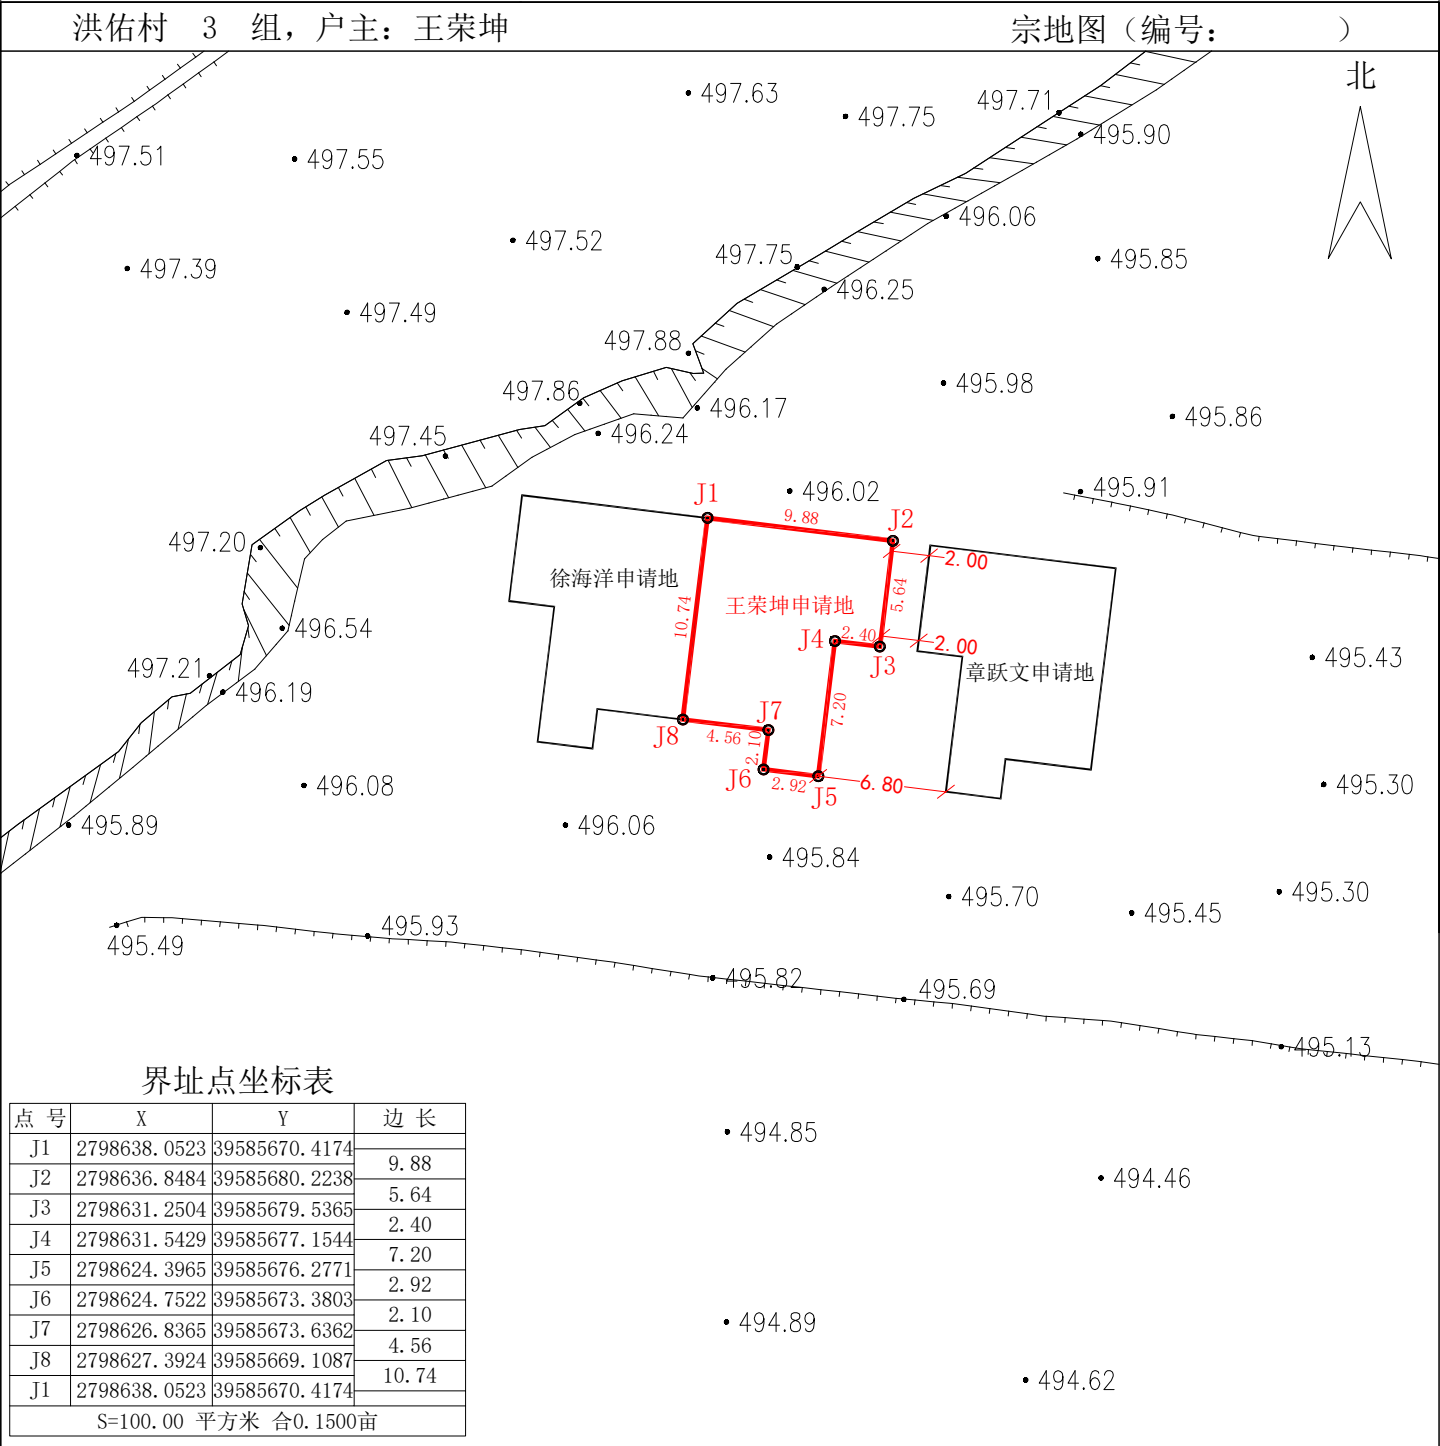 洪佑村 3 组，户主：王荣坤 宗地图（编号： ）
北
497.63
497.75
497.71
495.90
497.51
497.55
496.06
497.52
497.75
495.85
497.39
496.25
497.49
497.88
497.86
495.98
496.17
495.86
497.45
496.24
J1
496.02
495.91
9.88
J2
497.20
2.00
徐海洋申请地
5.64
王荣坤申请地
10.74
496.54
J4
2.40
J3
2.00
497.21
496.19
章跃文申请地
495.43
7.20
J7
J8
4.56
2.10
J6
2.92
J5
6.80
496.08
495.30
495.89
496.06
495.84
495.70
495.45
495.30
495.49
495.93
495.82
495.69
495.13
界址点坐标表
点 号 X Y 边 长
J1 2798638.0523 39585670.4174
9.88
J2 2798636.8484 39585680.2238
5.64
J3 2798631.2504 39585679.5365
2.40
J4 2798631.5429 39585677.1544
7.20
J5 2798624.3965 39585676.2771
2.92
J6 2798624.7522 39585673.3803
2.10
J7 2798626.8365 39585673.6362
4.56
J8 2798627.3924 39585669.1087
10.74
J1 2798638.0523 39585670.4174
S=100.00 平方米 合0.1500亩
494.85
494.46
494.89
494.62